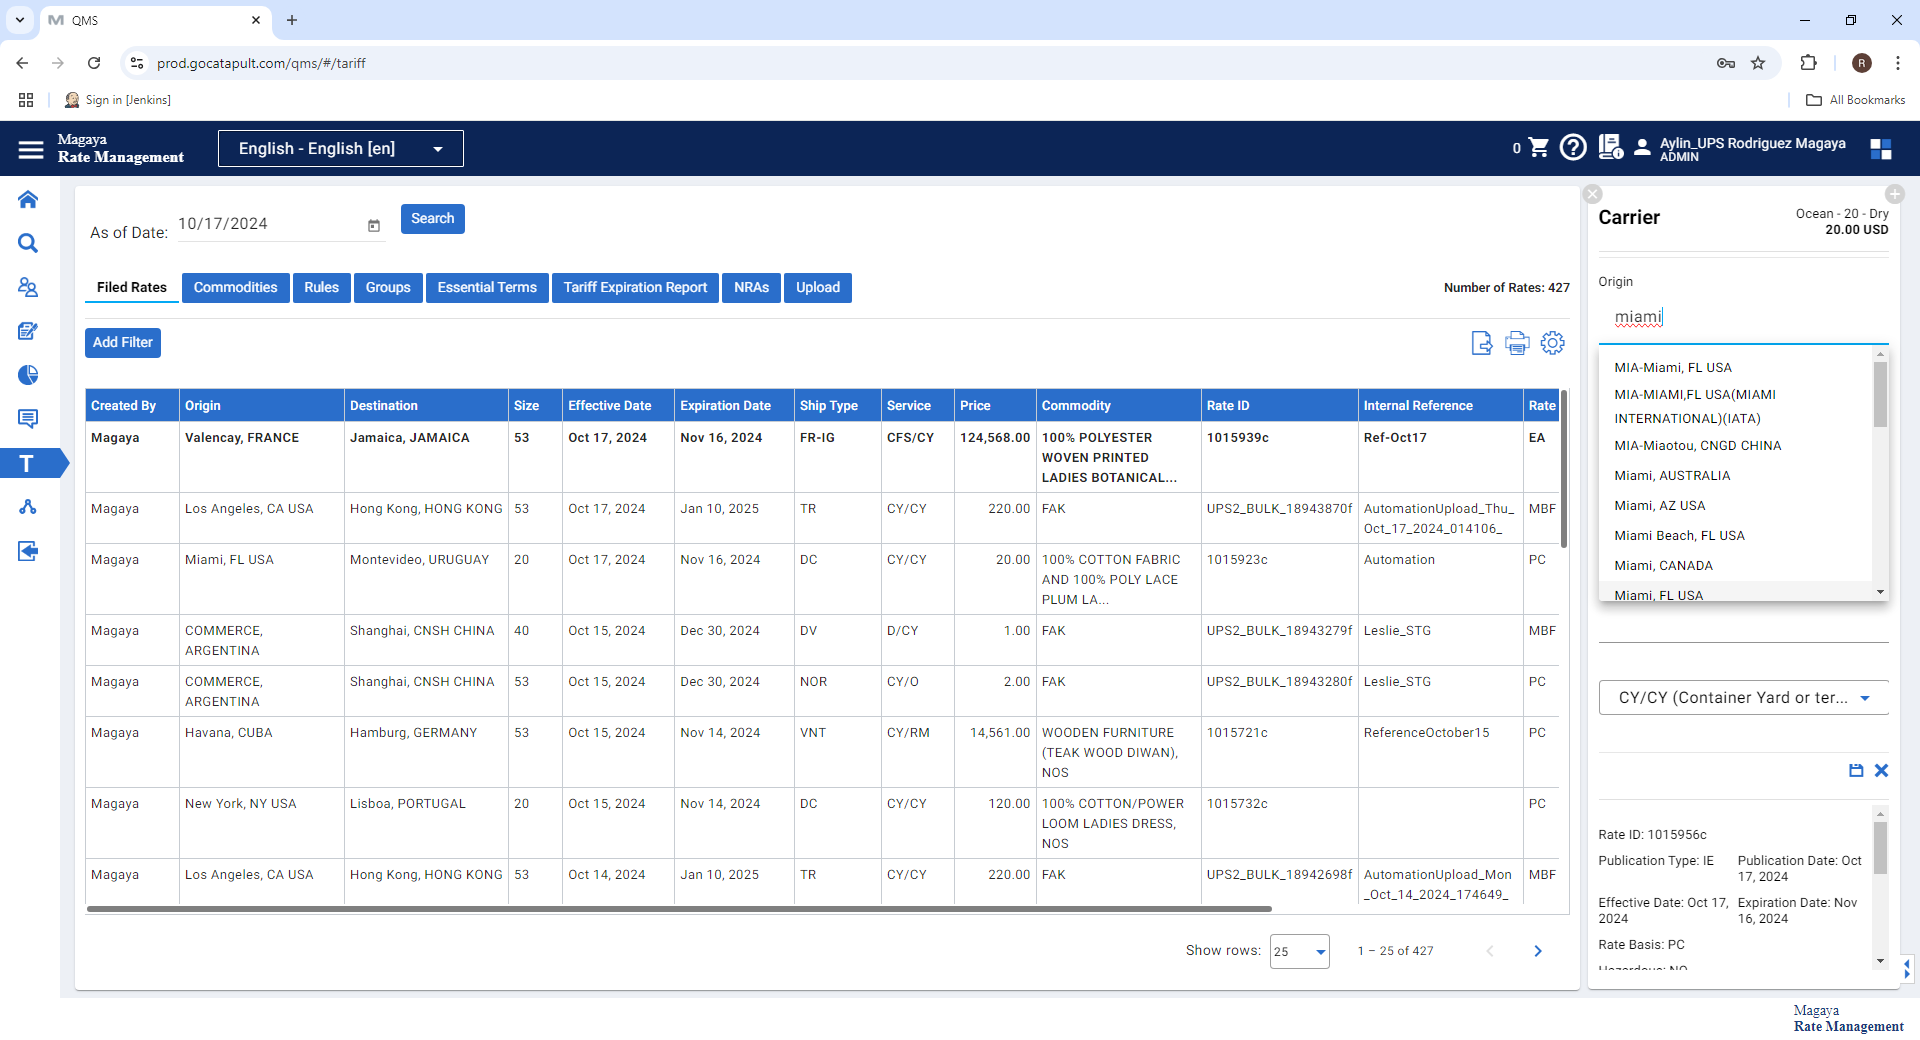 QMS
prod.gocatapult.com/qms/#/tariff
R
Sign in [Jenkins]
All Bookmarks
Magaya
Rate Management
English - English [en]
0
Aylin_UPS Rodriguez Magaya
ADMIN
As of Date: 10/17/2024
Search
Filed Rates Commodities Rules Groups Essential Terms Tariff Expiration Report NRAs Upload
Number of Rates: 427
Add Filter
Created By Origin Destination Size Effective Date Expiration Date Ship Type Service Price Commodity Rate ID Internal Reference Rate
Magaya Valencay, FRANCE Jamaica, JAMAICA 53 Oct 17, 2024 Nov 16, 2024 FR-IG CFS/CY 124,568.00 100% POLYESTER 1015939c Ref-Oct17 EA
WOVEN PRINTED
LADIES BOTANICAL...
Magaya Los Angeles, CA USA Hong Kong, HONG KONG 53 Oct 17, 2024 Jan 10, 2025 TR CY/CY 220.00 FAK UPS2_BULK_18943870f AutomationUpload_Thu_ MBF
Oct_17_2024_014106_
Magaya Miami, FL USA Montevideo, URUGUAY 20 Oct 17, 2024 Nov 16, 2024 DC CY/CY 20.00 100% COTTON FABRIC 1015923c Automation PC
AND 100% POLY LACE
PLUM LA...
Magaya COMMERCE, Shanghai, CNSH CHINA 40 Oct 15, 2024 Dec 30, 2024 DV D/CY 1.00 FAK UPS2_BULK_18943279f Leslie_STG MBF
ARGENTINA
Magaya COMMERCE, Shanghai, CNSH CHINA 53 Oct 15, 2024 Dec 30, 2024 NOR CY/O 2.00 FAK UPS2_BULK_18943280f Leslie_STG PC
ARGENTINA
Magaya Havana, CUBA Hamburg, GERMANY 53 Oct 15, 2024 Nov 14, 2024 VNT CY/RM 14,561.00 WOODEN FURNITURE 1015721c ReferenceOctober15 PC
(TEAK WOOD DIWAN),
NOS
Magaya New York, NY USA Lisboa, PORTUGAL 20 Oct 15, 2024 Nov 14, 2024 DC CY/CY 120.00 100% COTTON/POWER 1015732c PC
LOOM LADIES DRESS,
NOS
Magaya Los Angeles, CA USA Hong Kong, HONG KONG 53 Oct 14, 2024 Jan 10, 2025 TR CY/CY 220.00 FAK UPS2_BULK_18942698f AutomationUpload_Mon MBF
_Oct_14_2024_174649_
Show rows: 25 1 – 25 of 427
Carrier
Ocean - 20 - Dry
20.00 USD
Origin
miami
MIA-Miami, FL USA
MIA-MIAMI,FL USA(MIAMI
INTERNATIONAL)(IATA)
MIA-Miaotou, CNGD CHINA
Miami, AUSTRALIA
Miami, AZ USA
Miami Beach, FL USA
Miami, CANADA
Miami, FL USA
CY/CY (Container Yard or ter...
Rate ID: 1015956c
Publication Type: IE Publication Date: Oct
17, 2024
Effective Date: Oct 17, Expiration Date: Nov
2024 16, 2024
Rate Basis: PC
Hazardous: NO
T
Magaya
Rate Management